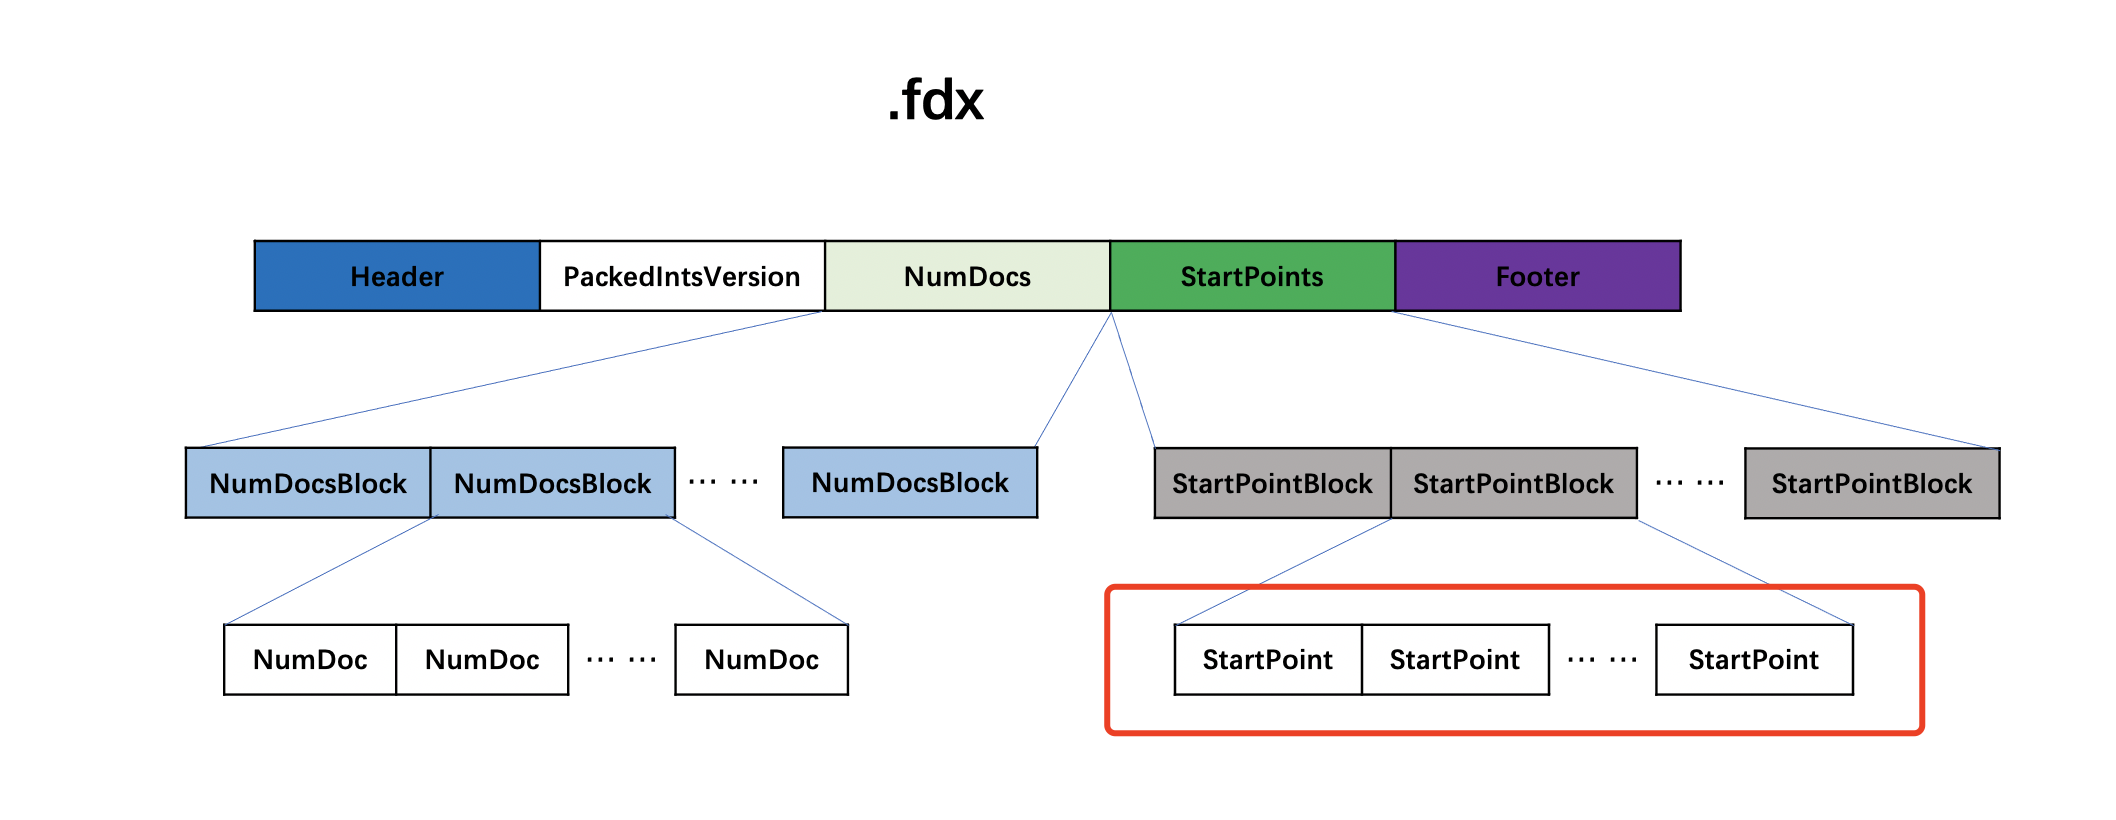 .fdx
Header PackedIntsVersion NumDocs StartPoints Footer
NumDocsBlock NumDocsBlock ... ... NumDocsBlock StartPointBlock StartPointBlock ... ... StartPointBlock
NumDoc NumDoc ... ... NumDoc StartPoint StartPoint ... ... StartPoint